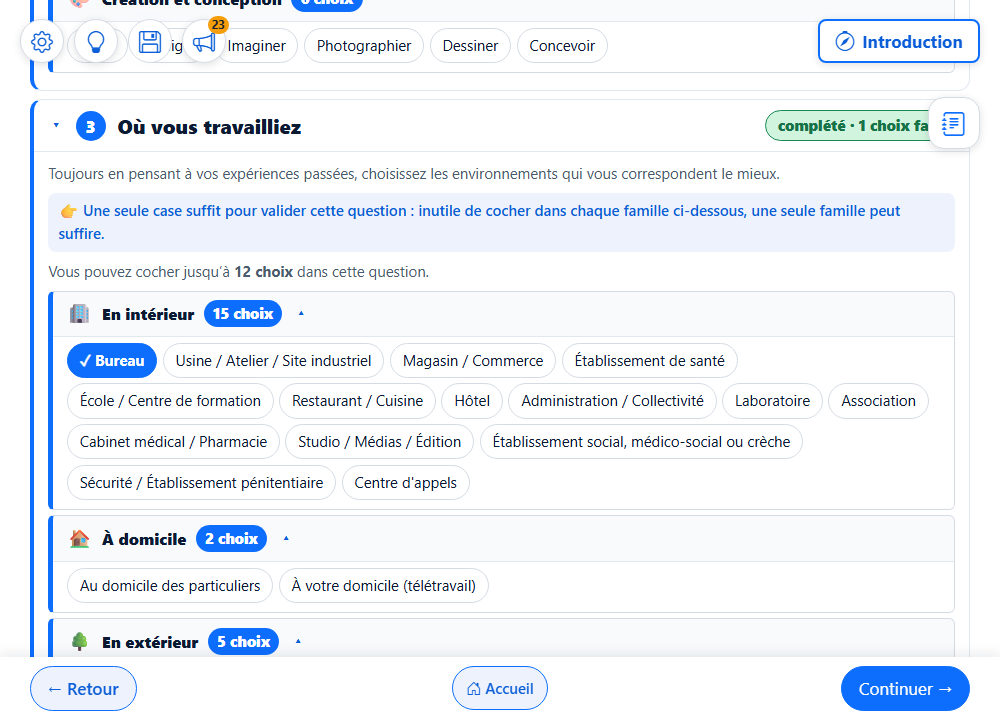 Création et conception 6 choix
23
Imaginer
Photographier
Dessiner
Concevoir
Introduction
3
Où vous travailliez
complété · 1 choix fa
Toujours en pensant à vos expériences passées, choisissez les environnements qui vous correspondent le mieux.
👉 Une seule case suffit pour valider cette question : inutile de cocher dans chaque famille ci-dessous, une seule famille peut
suffire.
Vous pouvez cocher jusqu’à 12 choix dans cette question.
En intérieur 15 choix
✓ Bureau
Usine / Atelier / Site industriel
Magasin / Commerce
Établissement de santé
École / Centre de formation
Restaurant / Cuisine
Hôtel
Administration / Collectivité
Laboratoire
Association
Cabinet médical / Pharmacie
Studio / Médias / Édition
Établissement social, médico-social ou crèche
Sécurité / Établissement pénitentiaire
Centre d’appels
À domicile 2 choix
Au domicile des particuliers
À votre domicile (télétravail)
En extérieur 5 choix
← Retour
Accueil
Continuer →